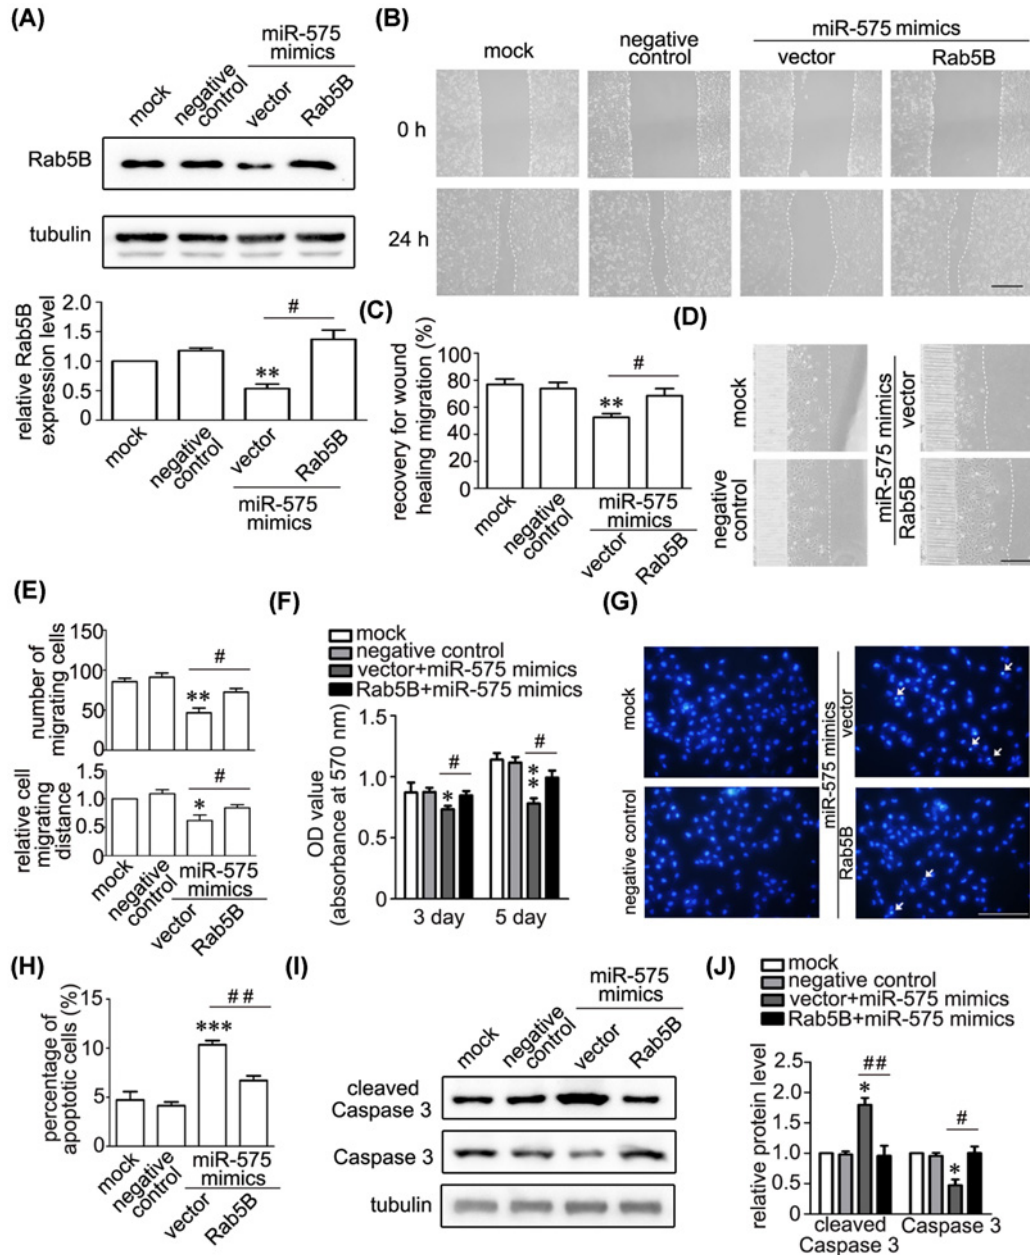 (A)
miR-575
mimics
mock
negative
control
vector
Rab5B
Rab5B
tubulin
relative Rab5B
expression level
2.0
1.5
1.0
0.5
0
**
#
mock
negative
control
vector
Rab5B
miR-575
mimics
(B)
miR-575 mimics
mock
negative
control
vector
Rab5B
0 h
24 h
(C)
recovery for wound
healing migration (%)
100
80
60
40
20
0
**
#
mock
negative
control
miR-575
mimics
vector
Rab5B
(D)
mock
negative
control
miR-575 mimics
vector
Rab5B
(E)
number of
migrating cells
150
100
50
0
**
#
relative cell
migrating
distance
1.5
1.0
0.5
0
*
#
mock
negative
control
miR-575
mimics
vector
Rab5B
(F)
mock
negative control
vector+miR-575 mimics
Rab5B+miR-575 mimics
OD value
(absorbance at 570 nm)
1.5
1.0
0.5
0
*
#
**
#
3 day
5 day
(G)
mock
negative control
miR-575 mimics
vector
Rab5B
(H)
percentage of
apoptotic cells (%)
15
10
5
0
***
##
mock
negative
control
miR-575
mimics
vector
Rab5B
(I)
miR-575
mimics
mock
negative
control
vector
Rab5B
cleaved
Caspase 3
Caspase 3
tubulin
(J)
mock
negative control
vector+miR-575 mimics
Rab5B+miR-575 mimics
relative protein level
2.5
2.0
1.5
1.0
0.5
0
*
##
*
#
cleaved
Caspase 3
Caspase 3